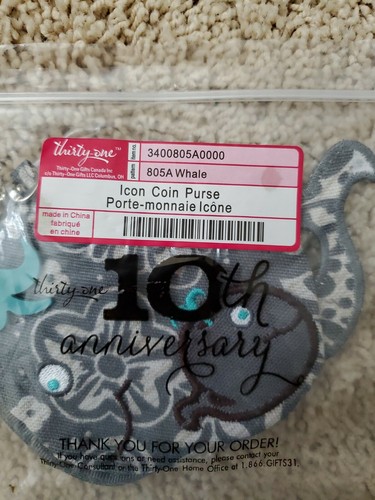 thirty-one™
Thirty-One Gifts Canada Inc.
c/o Thirty-One Gifts LLC Columbus, OH
item no.
3400805A0000
pattern
805A Whale
Icon Coin Purse
Porte-monnaie Icône
made in China
fabriqué
en chine
thirty-one
10th
anniversary
THANK YOU FOR YOUR ORDER!
If you have questions or need assistance, please contact your
Thirty-One Consultant or the Thirty-One Home Office at 1.866.GIFTS31.